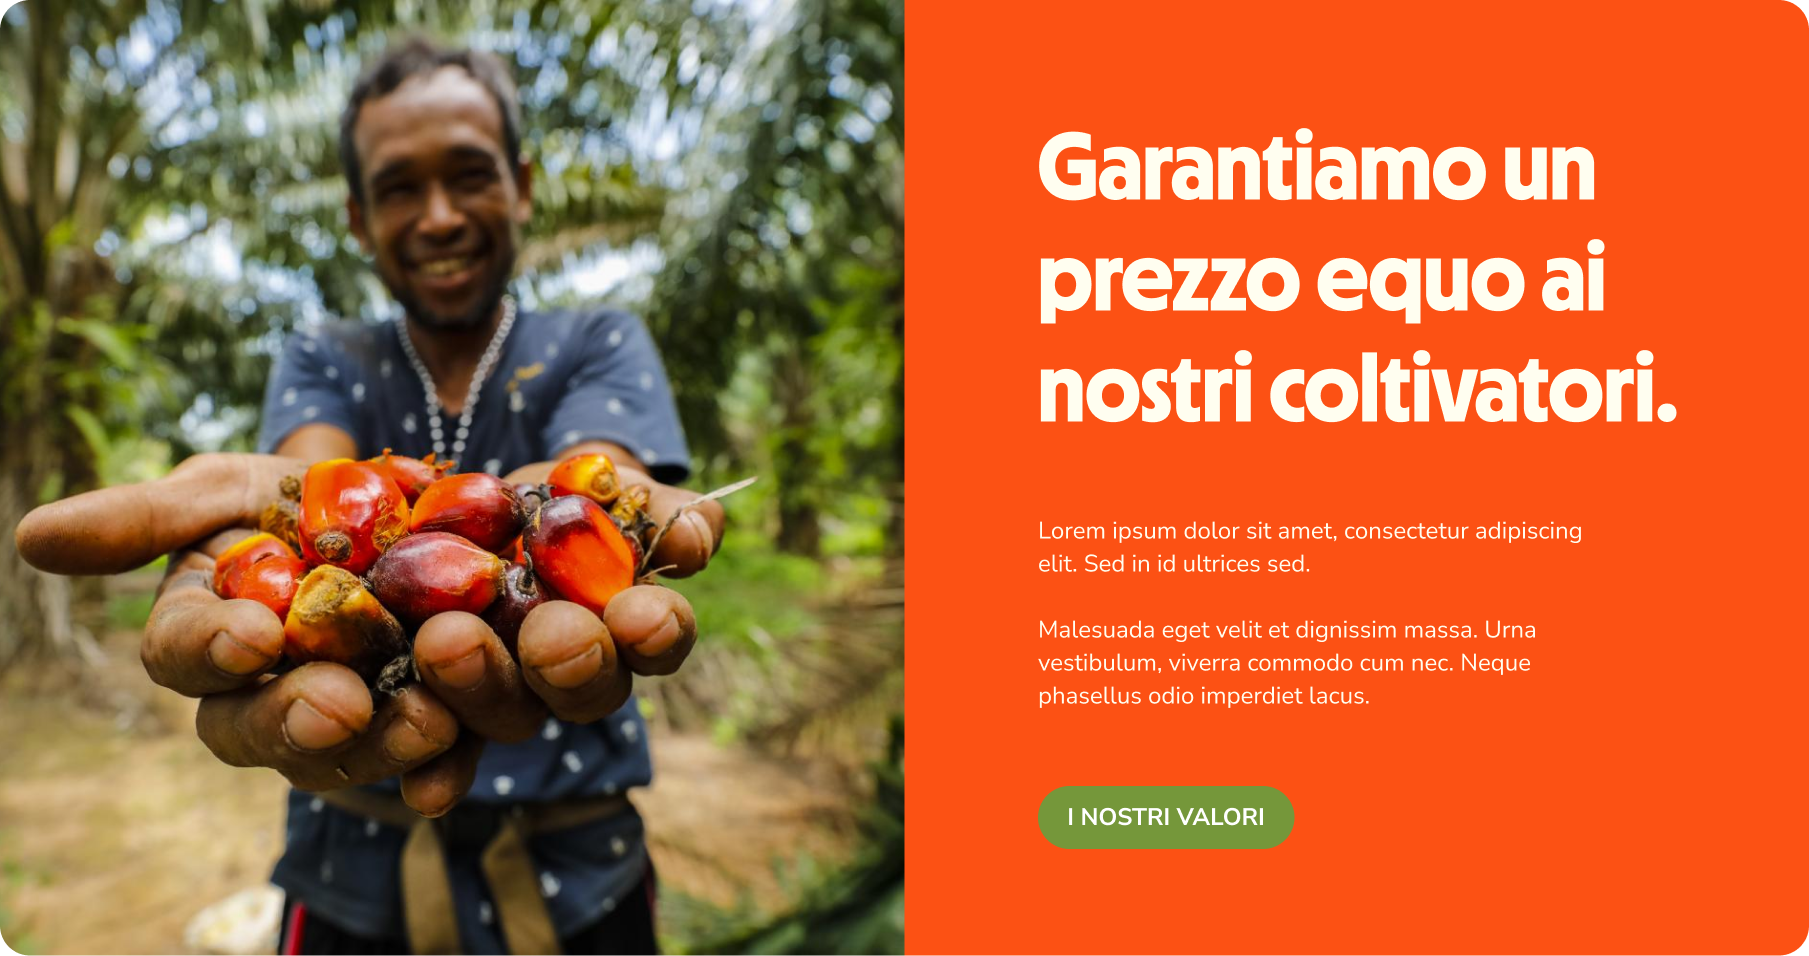 Garantiamo un
prezzo equo ai
nostri coltivatori.
Lorem ipsum dolor sit amet, consectetur adipiscing
elit. Sed in id ultrices sed.
Malesuada eget velit et dignissim massa. Urna
vestibulum, viverra commodo cum nec. Neque
phasellus odio imperdiet lacus.
I NOSTRI VALORI